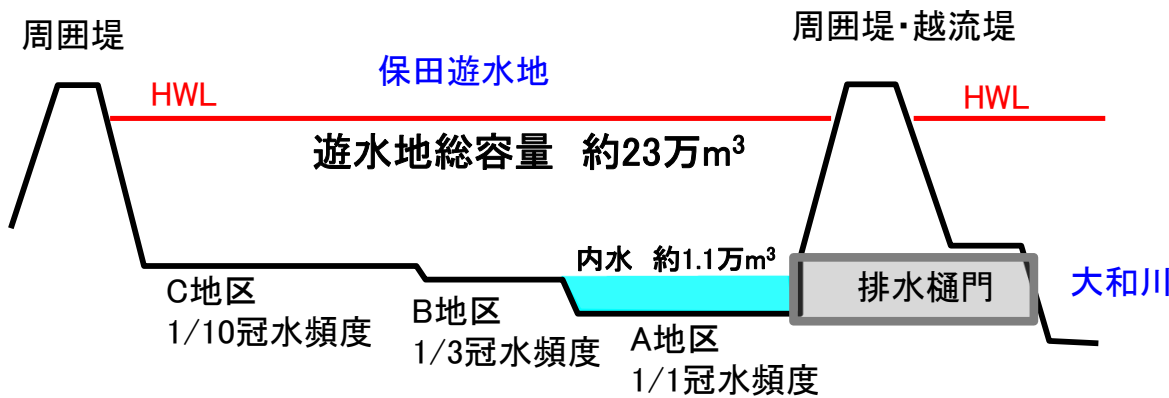 周囲堤
周囲堤・越流堤
保田遊水地
HWL
HWL
遊水地総容量 約23万m³
内水 約1.1万m³
排水樋門
大和川
C地区
1/10冠水頻度
B地区
1/3冠水頻度
A地区
1/1冠水頻度